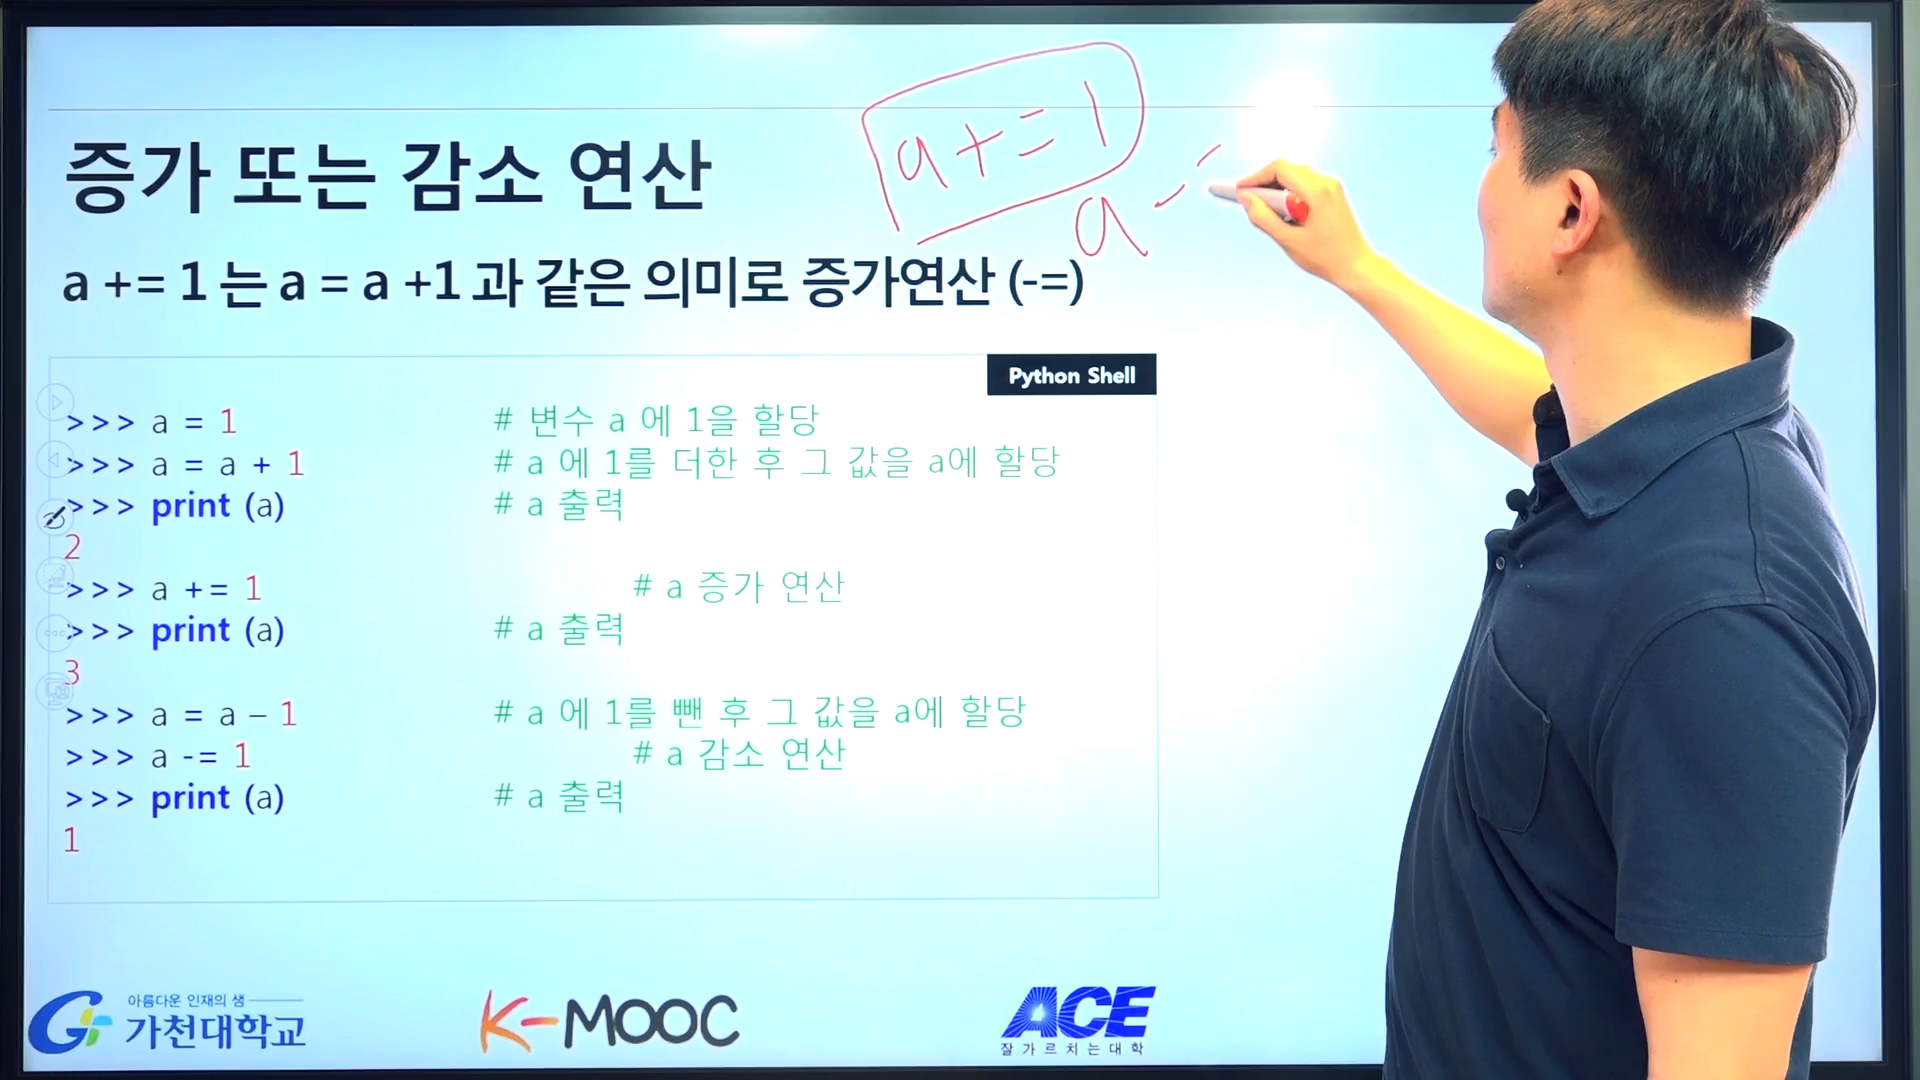 a+=1
a -=
증가 또는 감소 연산
a += 1 는 a = a +1 과 같은 의미로 증가연산 (-=)
Python Shell
>>> a = 1 # 변수 a 에 1을 할당
>>> a = a + 1 # a 에 1를 더한 후 그 값을 a에 할당
>>> print (a) # a 출력
2
>>> a += 1 # a 증가 연산
>>> print (a) # a 출력
3
>>> a = a – 1 # a 에 1를 뺀 후 그 값을 a에 할당
>>> a -= 1 # a 감소 연산
>>> print (a) # a 출력
1
아름다운 인재의 샘
가천대학교
K-MOOC
ACE
잘 가 르 치 는 대 학